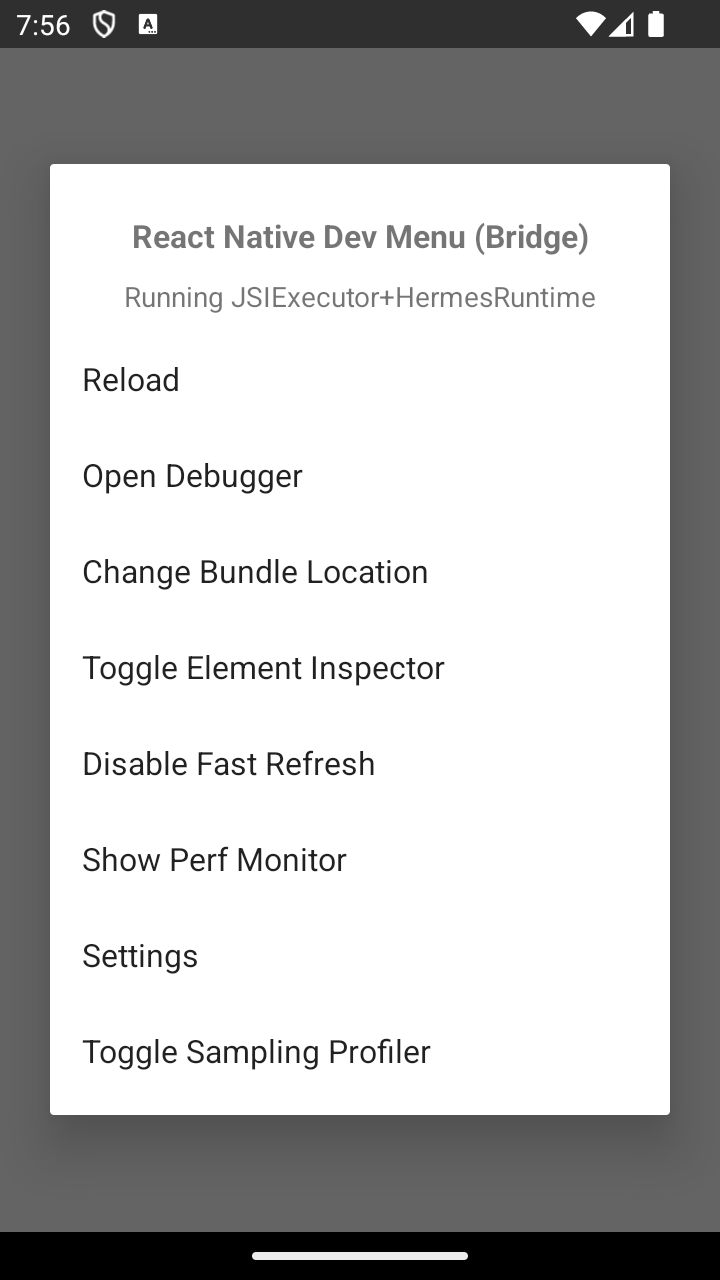 7:56
React Native Dev Menu (Bridge)
Running JSIExecutor+HermesRuntime
Reload
Open Debugger
Change Bundle Location
Toggle Element Inspector
Disable Fast Refresh
Show Perf Monitor
Settings
Toggle Sampling Profiler